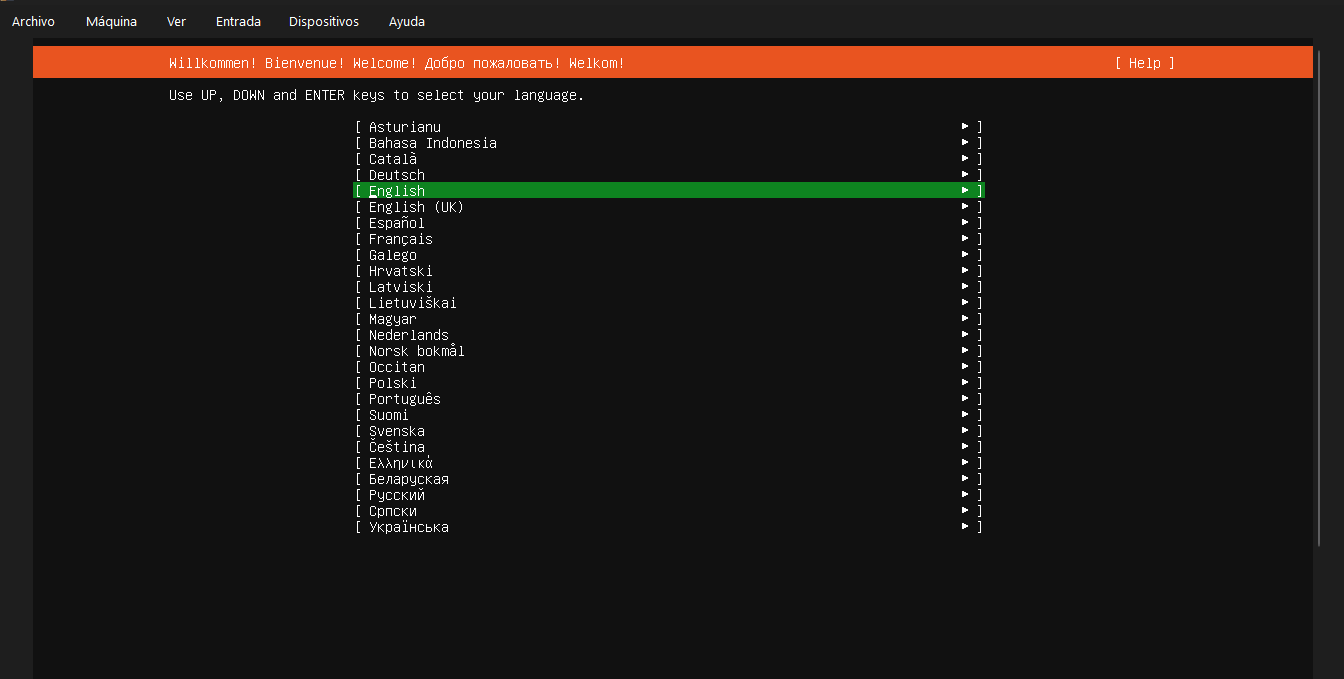 Archivo Máquina Ver Entrada Dispositivos Ayuda
Willkommen! Bienvenue! Welcome! Добро пожаловать! Welkom! [ Help ]
Use UP, DOWN and ENTER keys to select your language.
[ Asturianu ▸ ]
[ Bahasa Indonesia ▸ ]
[ Català ▸ ]
[ Deutsch ▸ ]
[ English ▸ ]
[ English (UK) ▸ ]
[ Español ▸ ]
[ Français ▸ ]
[ Galego ▸ ]
[ Hrvatski ▸ ]
[ Latviski ▸ ]
[ Lietuviškai ▸ ]
[ Magyar ▸ ]
[ Nederlands ▸ ]
[ Norsk bokmål ▸ ]
[ Occitan ▸ ]
[ Polski ▸ ]
[ Português ▸ ]
[ Suomi ▸ ]
[ Svenska ▸ ]
[ Čeština ▸ ]
[ Ελληνικά ▸ ]
[ Беларуская ▸ ]
[ Русский ▸ ]
[ Српски ▸ ]
[ Українська ▸ ]